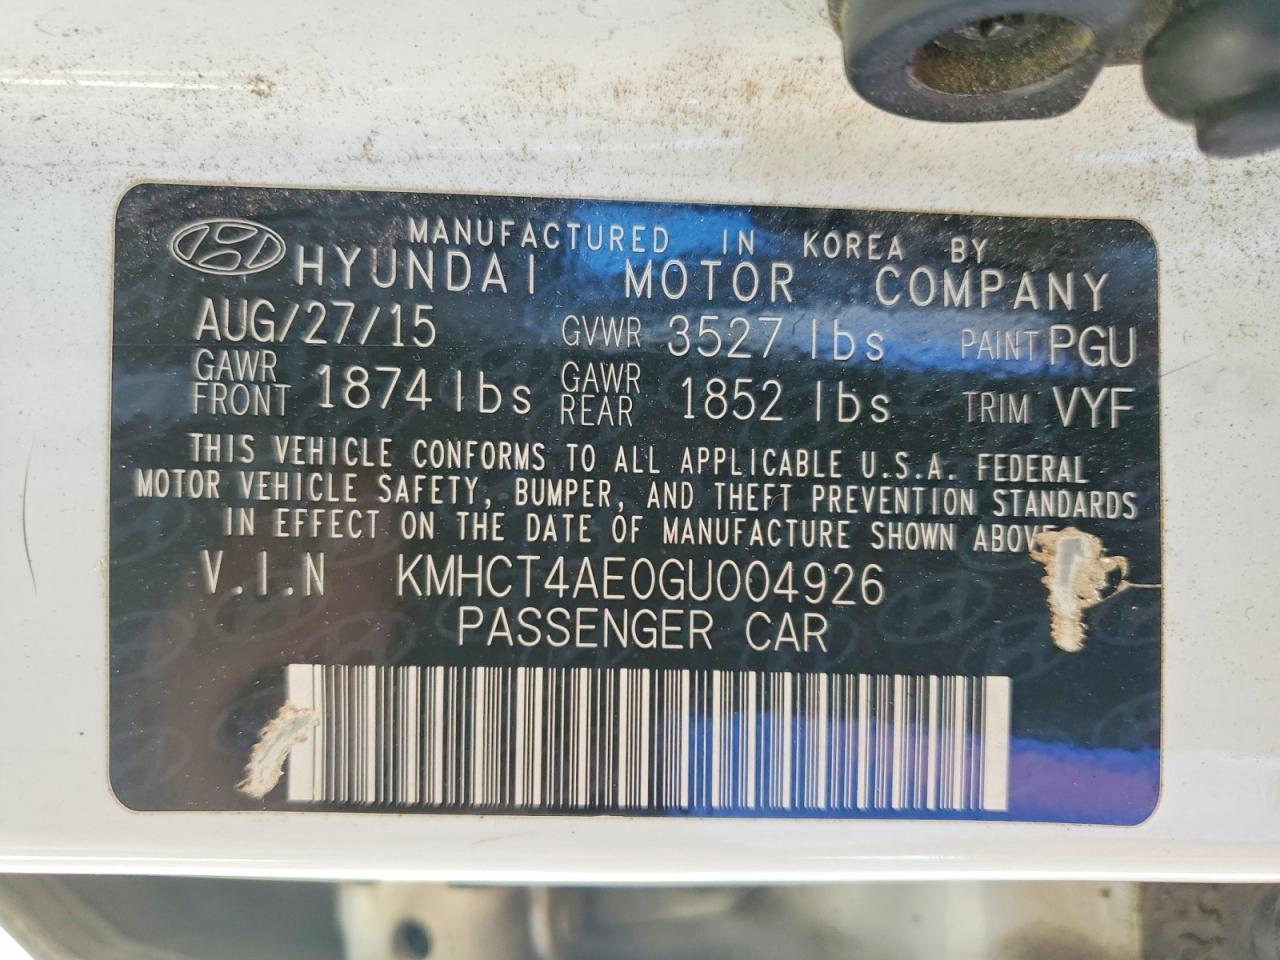 MANUFACTURED IN KOREA BY
HYUNDAI MOTOR COMPANY
AUG/27/15 GVWR 3527 lbs PAINT PGU
GAWR FRONT 1874 lbs GAWR REAR 1852 lbs TRIM VYF
THIS VEHICLE CONFORMS TO ALL APPLICABLE U.S.A. FEDERAL
MOTOR VEHICLE SAFETY, BUMPER, AND THEFT PREVENTION STANDARDS
IN EFFECT ON THE DATE OF MANUFACTURE SHOWN ABOVE
V.I.N KMHCT4AE0GU004926
PASSENGER CAR